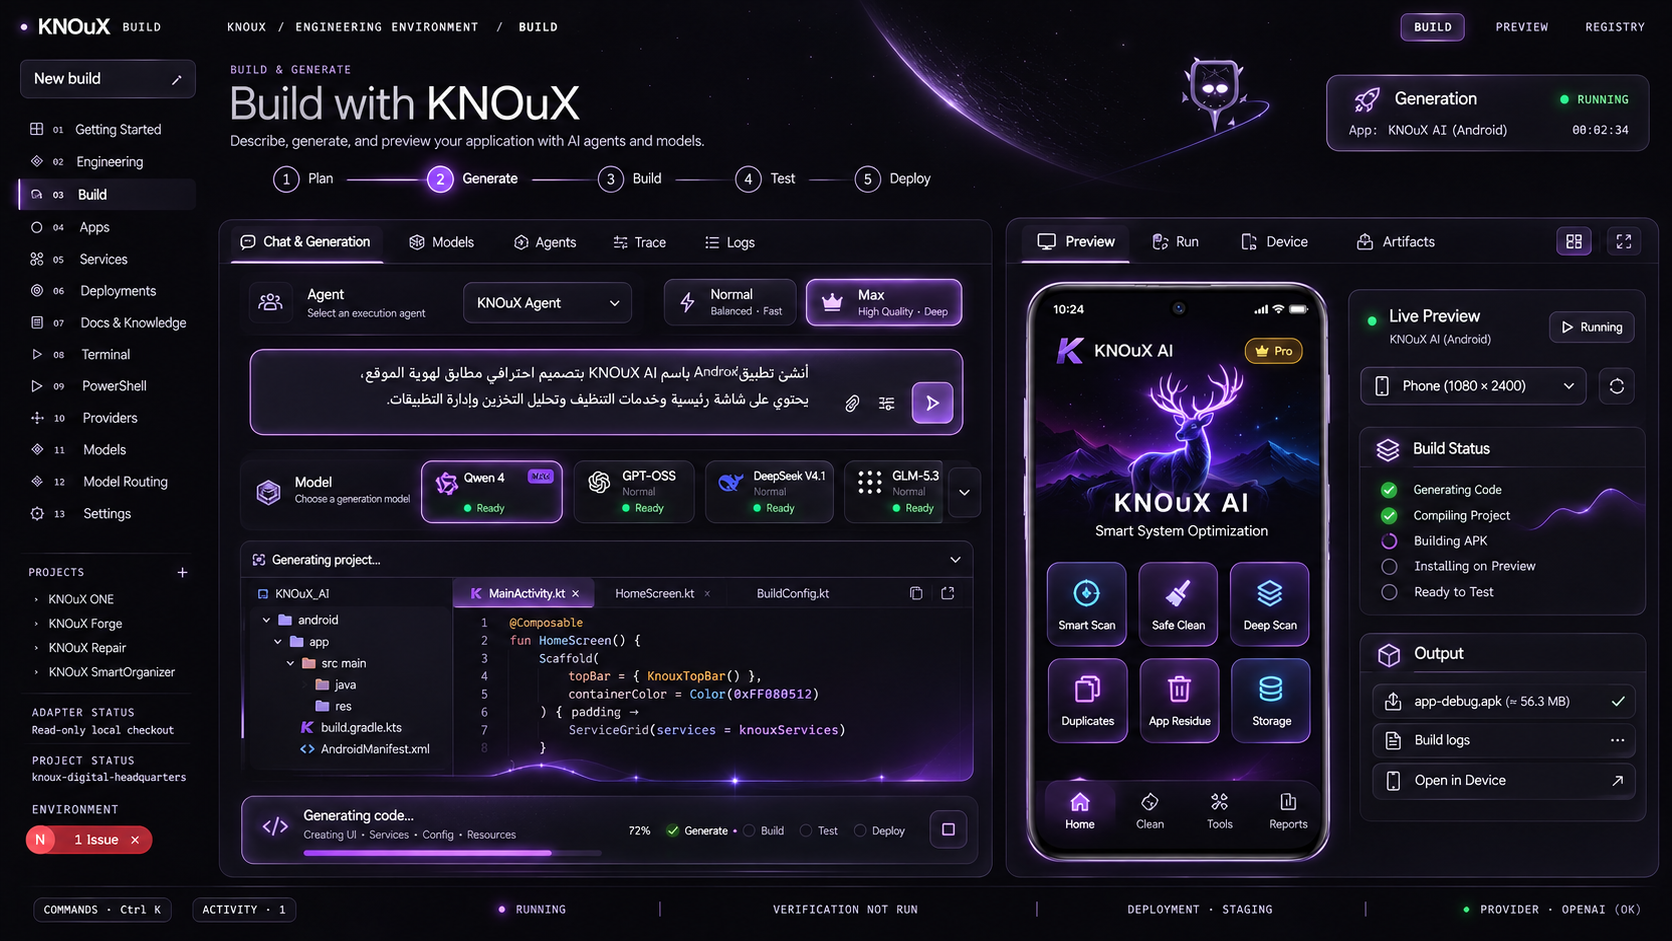 KNOuX BUILD
KNOUX / ENGINEERING ENVIRONMENT / BUILD
BUILD
PREVIEW
REGISTRY
New build
01 Getting Started
02 Engineering
03 Build
04 Apps
05 Services
06 Deployments
07 Docs & Knowledge
08 Terminal
09 PowerShell
10 Providers
11 Models
12 Model Routing
13 Settings
PROJECTS +
KNOuX ONE
KNOuX Forge
KNOuX Repair
KNOuX SmartOrganizer
ADAPTER STATUS
Read-only local checkout
PROJECT STATUS
knoux-digital-headquarters
ENVIRONMENT
N 1 Issue ×
BUILD & GENERATE
Build with KNOuX
Describe, generate, and preview your application with AI agents and models.
1 Plan
2 Generate
3 Build
4 Test
5 Deploy
Generation
RUNNING
App: KNOuX AI (Android)
00:02:34
Chat & Generation
Models
Agents
Trace
Logs
Agent
Select an execution agent
KNOuX Agent
Normal
Balanced · Fast
Max
High Quality · Deep
أنشئ تطبيق Android باسم KNOUX AI بتصميم احترافي مطابق لهوية الموقع،
يحتوي على شاشة رئيسية وخدمات التنظيف وتحليل التخزين وإدارة التطبيقات.
Model
Choose a generation model
Qwen 4
Ready
GPT-OSS
Normal
Ready
DeepSeek V4.1
Normal
Ready
GLM-5.3
Normal
Ready
Generating project...
KNOuX_AI
android
app
src main
java
res
build.gradle.kts
AndroidManifest.xml
MainActivity.kt ×
HomeScreen.kt ×
BuildConfig.kt
1 @Composable
2 fun HomeScreen() {
3 Scaffold(
4 topBar = { KnouxTopBar() },
5 containerColor = Color(0xFF080512)
6 ) { padding →
7 ServiceGrid(services = knouxServices)
8 }
Generating code...
Creating UI · Services · Config · Resources
72%
Generate
Build
Test
Deploy
Preview
Run
Device
Artifacts
10:24
KNOuX AI
Pro
KNOuX AI
Smart System Optimization
Smart Scan
Safe Clean
Deep Scan
Duplicates
App Residue
Storage
Home
Clean
Tools
Reports
Live Preview
KNOuX AI (Android)
Running
Phone (1080 × 2400)
Build Status
Generating Code
Compiling Project
Building APK
Installing on Preview
Ready to Test
Output
app-debug.apk (≈ 56.3 MB)
Build logs
Open in Device
COMMANDS · Ctrl K
ACTIVITY · 1
RUNNING
VERIFICATION NOT RUN
DEPLOYMENT · STAGING
PROVIDER · OPENAI (OK)